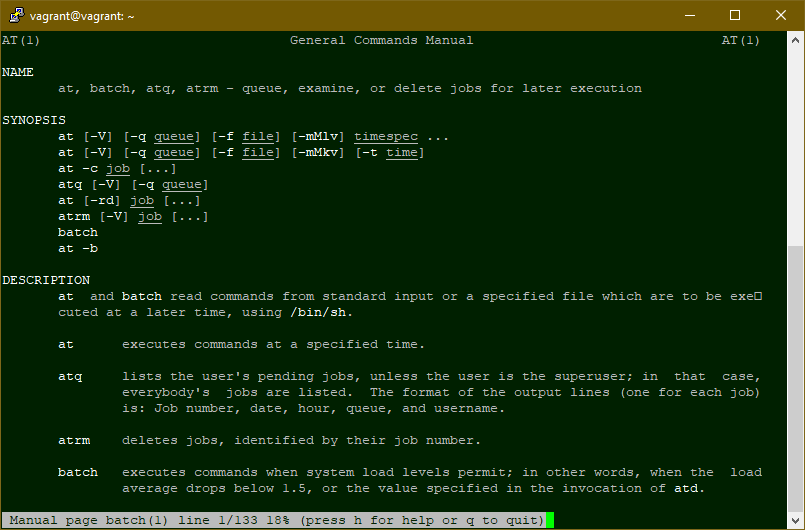 vagrant@vagrant: ~
AT(1) General Commands Manual AT(1)
NAME
at, batch, atq, atrm - queue, examine, or delete jobs for later execution
SYNOPSIS
at [-V] [-q queue] [-f file] [-mMlv] timespec ...
at [-V] [-q queue] [-f file] [-mMkv] [-t time]
at -c job [...]
atq [-V] [-q queue]
at [-rd] job [...]
atrm [-V] job [...]
batch
at -b
DESCRIPTION
at and batch read commands from standard input or a specified file which are to be exe□
cuted at a later time, using /bin/sh.
at executes commands at a specified time.
atq lists the user's pending jobs, unless the user is the superuser; in that case,
everybody's jobs are listed. The format of the output lines (one for each job)
is: Job number, date, hour, queue, and username.
atrm deletes jobs, identified by their job number.
batch executes commands when system load levels permit; in other words, when the load
average drops below 1.5, or the value specified in the invocation of atd.
Manual page batch(1) line 1/133 18% (press h for help or q to quit)